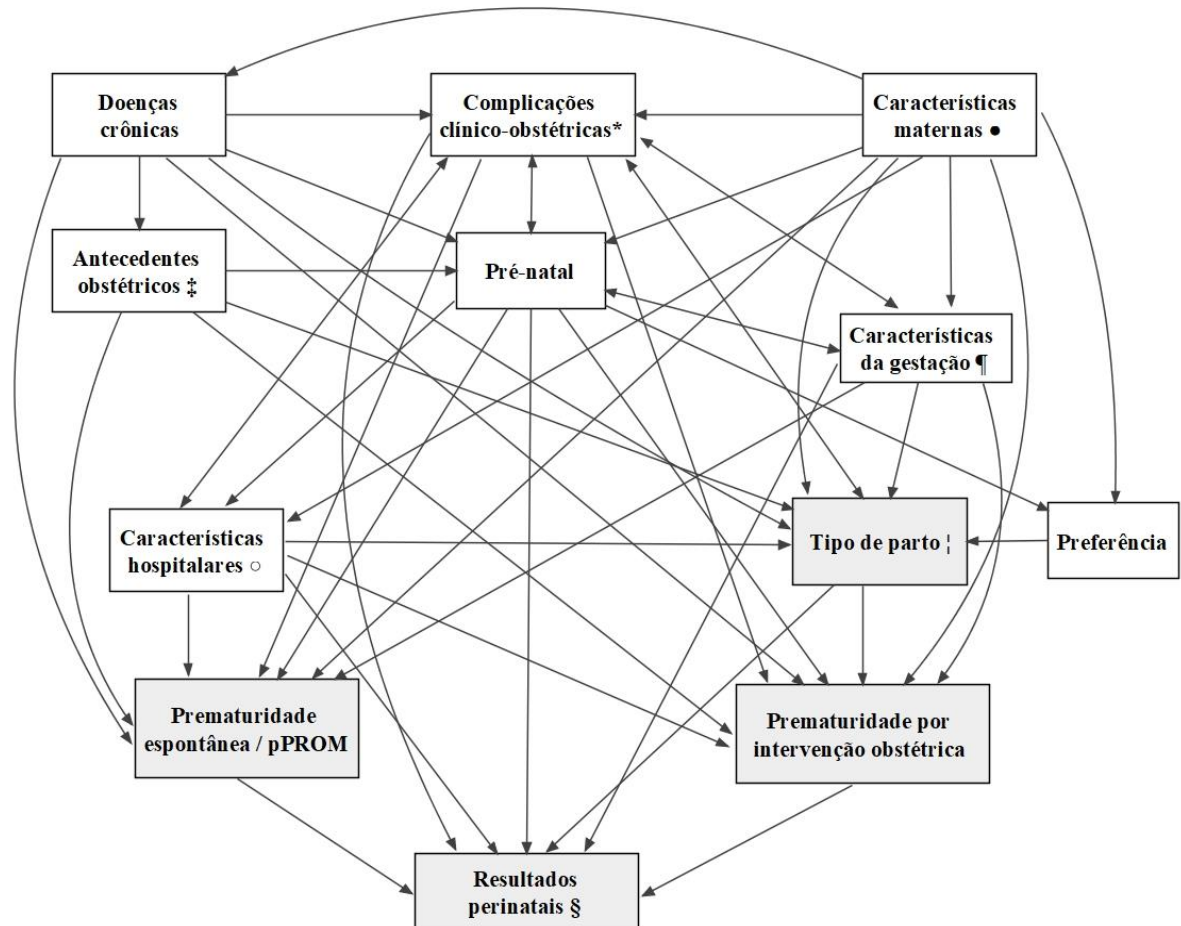 Doenças
crônicas
Complicações
clínico-obstétricas*
Características
maternas ●
Antecedentes
obstétricos ‡
Pré-natal
Características
da gestação ¶
Características
hospitalares ○
Tipo de parto ¦
Preferência
Prematuridade
espontânea / pPROM
Prematuridade por
intervenção obstétrica
Resultados
perinatais §